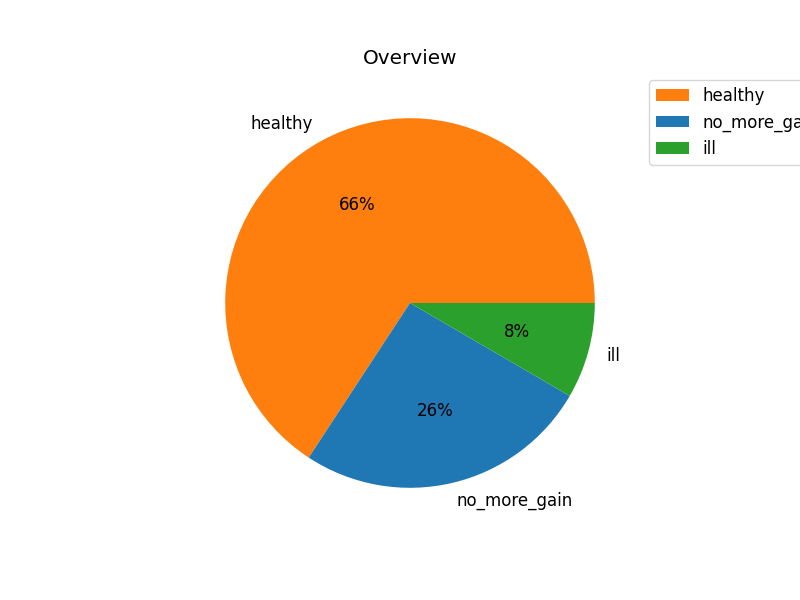 Overview
healthy
no_more_ga
ill
healthy
66%
8%
ill
26%
no_more_gain